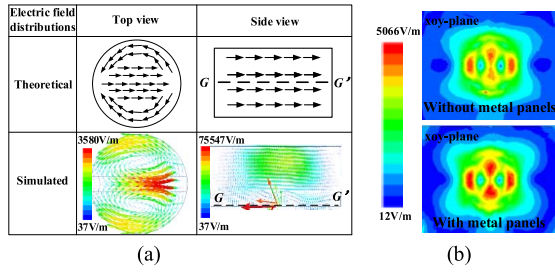 Electric field distributions
Top view
Side view
Theoretical
G
G'
Simulated
3580V/m
37V/m
75547V/m
37V/m
G
G'
(a)
5066V/m
12V/m
xoy-plane
Without metal panels
xoy-plane
With metal panels
(b)